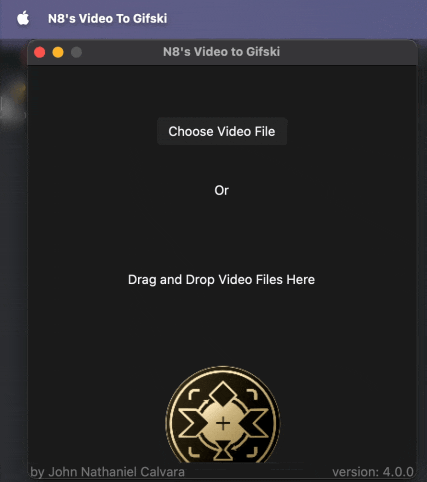 N8's Video To Gifski
N8's Video to Gifski
Choose Video File
Or
Drag and Drop Video Files Here
by John Nathaniel Calvara
version: 4.0.0